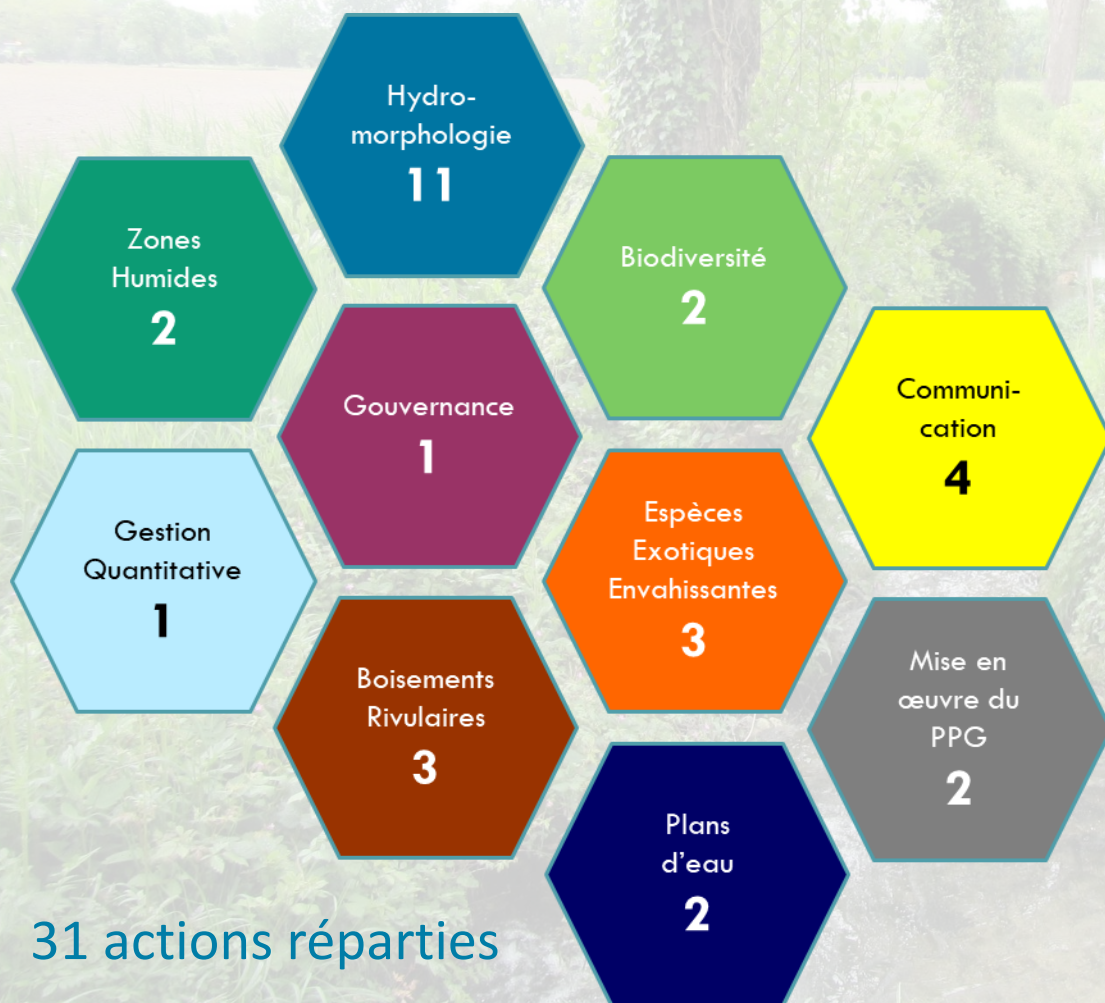 Hydro-
morphologie
11
Zones
Humides
2
Biodiversité
2
Gouvernance
1
Communi-
cation
4
Gestion
Quantitative
1
Espèces
Exotiques
Envahissantes
3
Boisements
Rivulaires
3
Mise en
œuvre du
PPG
2
Plans
d'eau
2
31 actions réparties